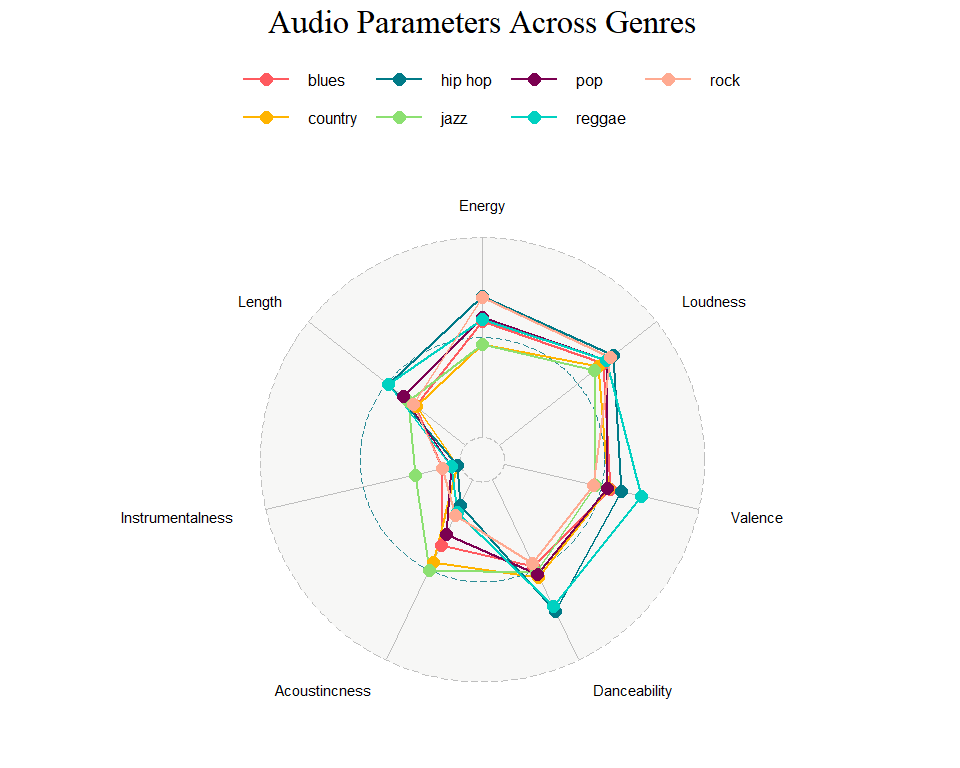 Audio Parameters Across Genres
blues hip hop pop rock
country jazz reggae
Energy
Length Loudness
Instrumentalness Valence
Acoustincness Danceability